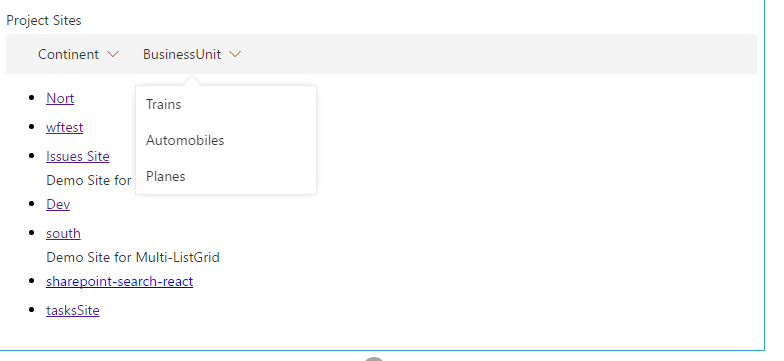 Project Sites
Continent BusinessUnit
Nort
Trains
wftest
Automobiles
Issues Site
Demo Site for
Planes
Dev
south
Demo Site for Multi-ListGrid
sharepoint-search-react
tasksSite